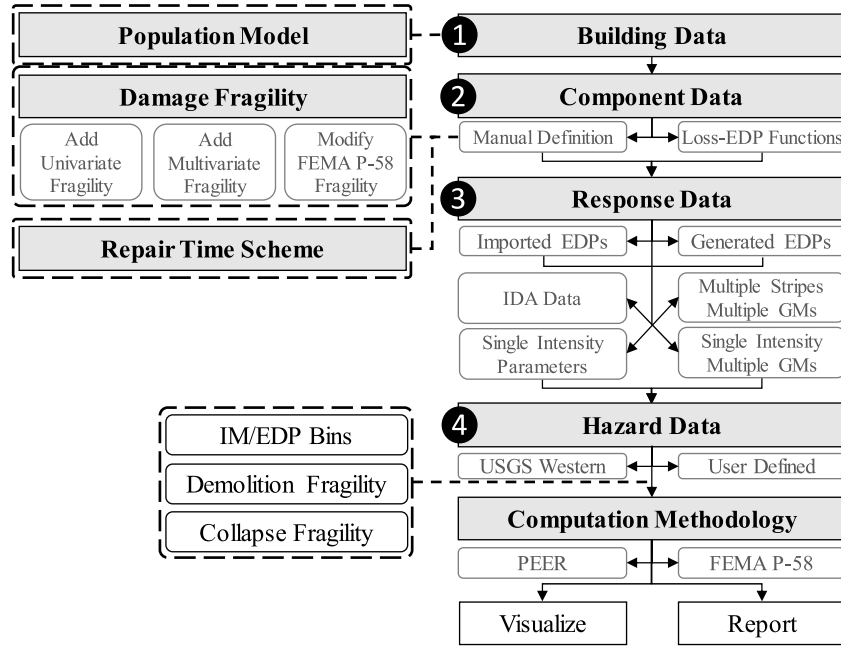 Population Model
1
Building Data
Damage Fragility
Add
Univariate
Fragility
Add
Multivariate
Fragility
Modify
FEMA P-58
Fragility
2
Component Data
Manual Definition
Loss-EDP Functions
Repair Time Scheme
3
Response Data
Imported EDPs
Generated EDPs
IDA Data
Multiple Stripes
Multiple GMs
Single Intensity
Parameters
Single Intensity
Multiple GMs
4
Hazard Data
USGS Western
User Defined
IM/EDP Bins
Demolition Fragility
Collapse Fragility
Computation Methodology
PEER
FEMA P-58
Visualize
Report